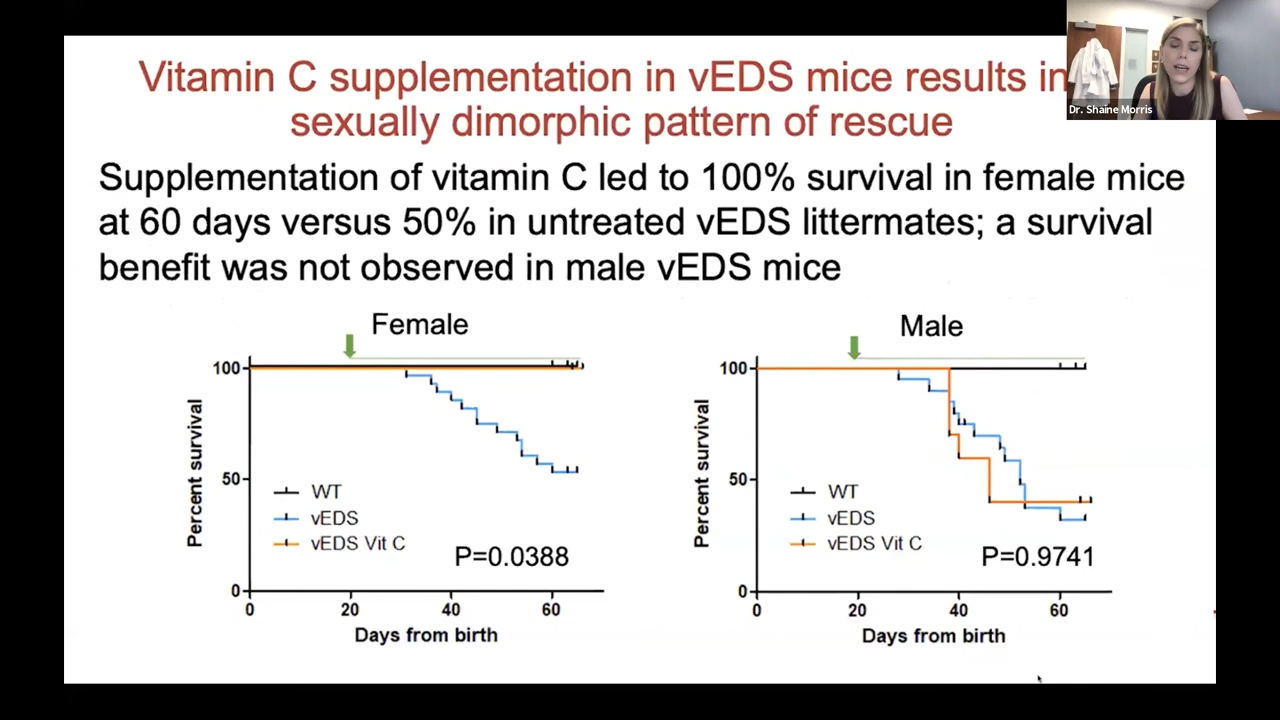 Vitamin C supplementation in vEDS mice results in
sexually dimorphic pattern of rescue
Dr. Shaine Morris
Supplementation of vitamin C led to 100% survival in female mice
at 60 days versus 50% in untreated vEDS littermates; a survival
benefit was not observed in male vEDS mice
Female
100
50
0
Percent survival
WT
vEDS
vEDS Vit C
P=0.0388
0 20 40 60
Days from birth
Male
100
50
0
Percent survival
WT
vEDS
vEDS Vit C
P=0.9741
0 20 40 60
Days from birth